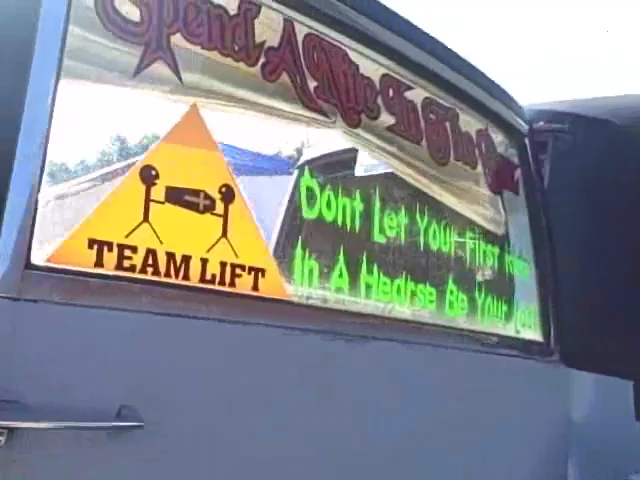 Spend A Nite In The
TEAM LIFT
Dont Let Your First
In A Hearse Be Your